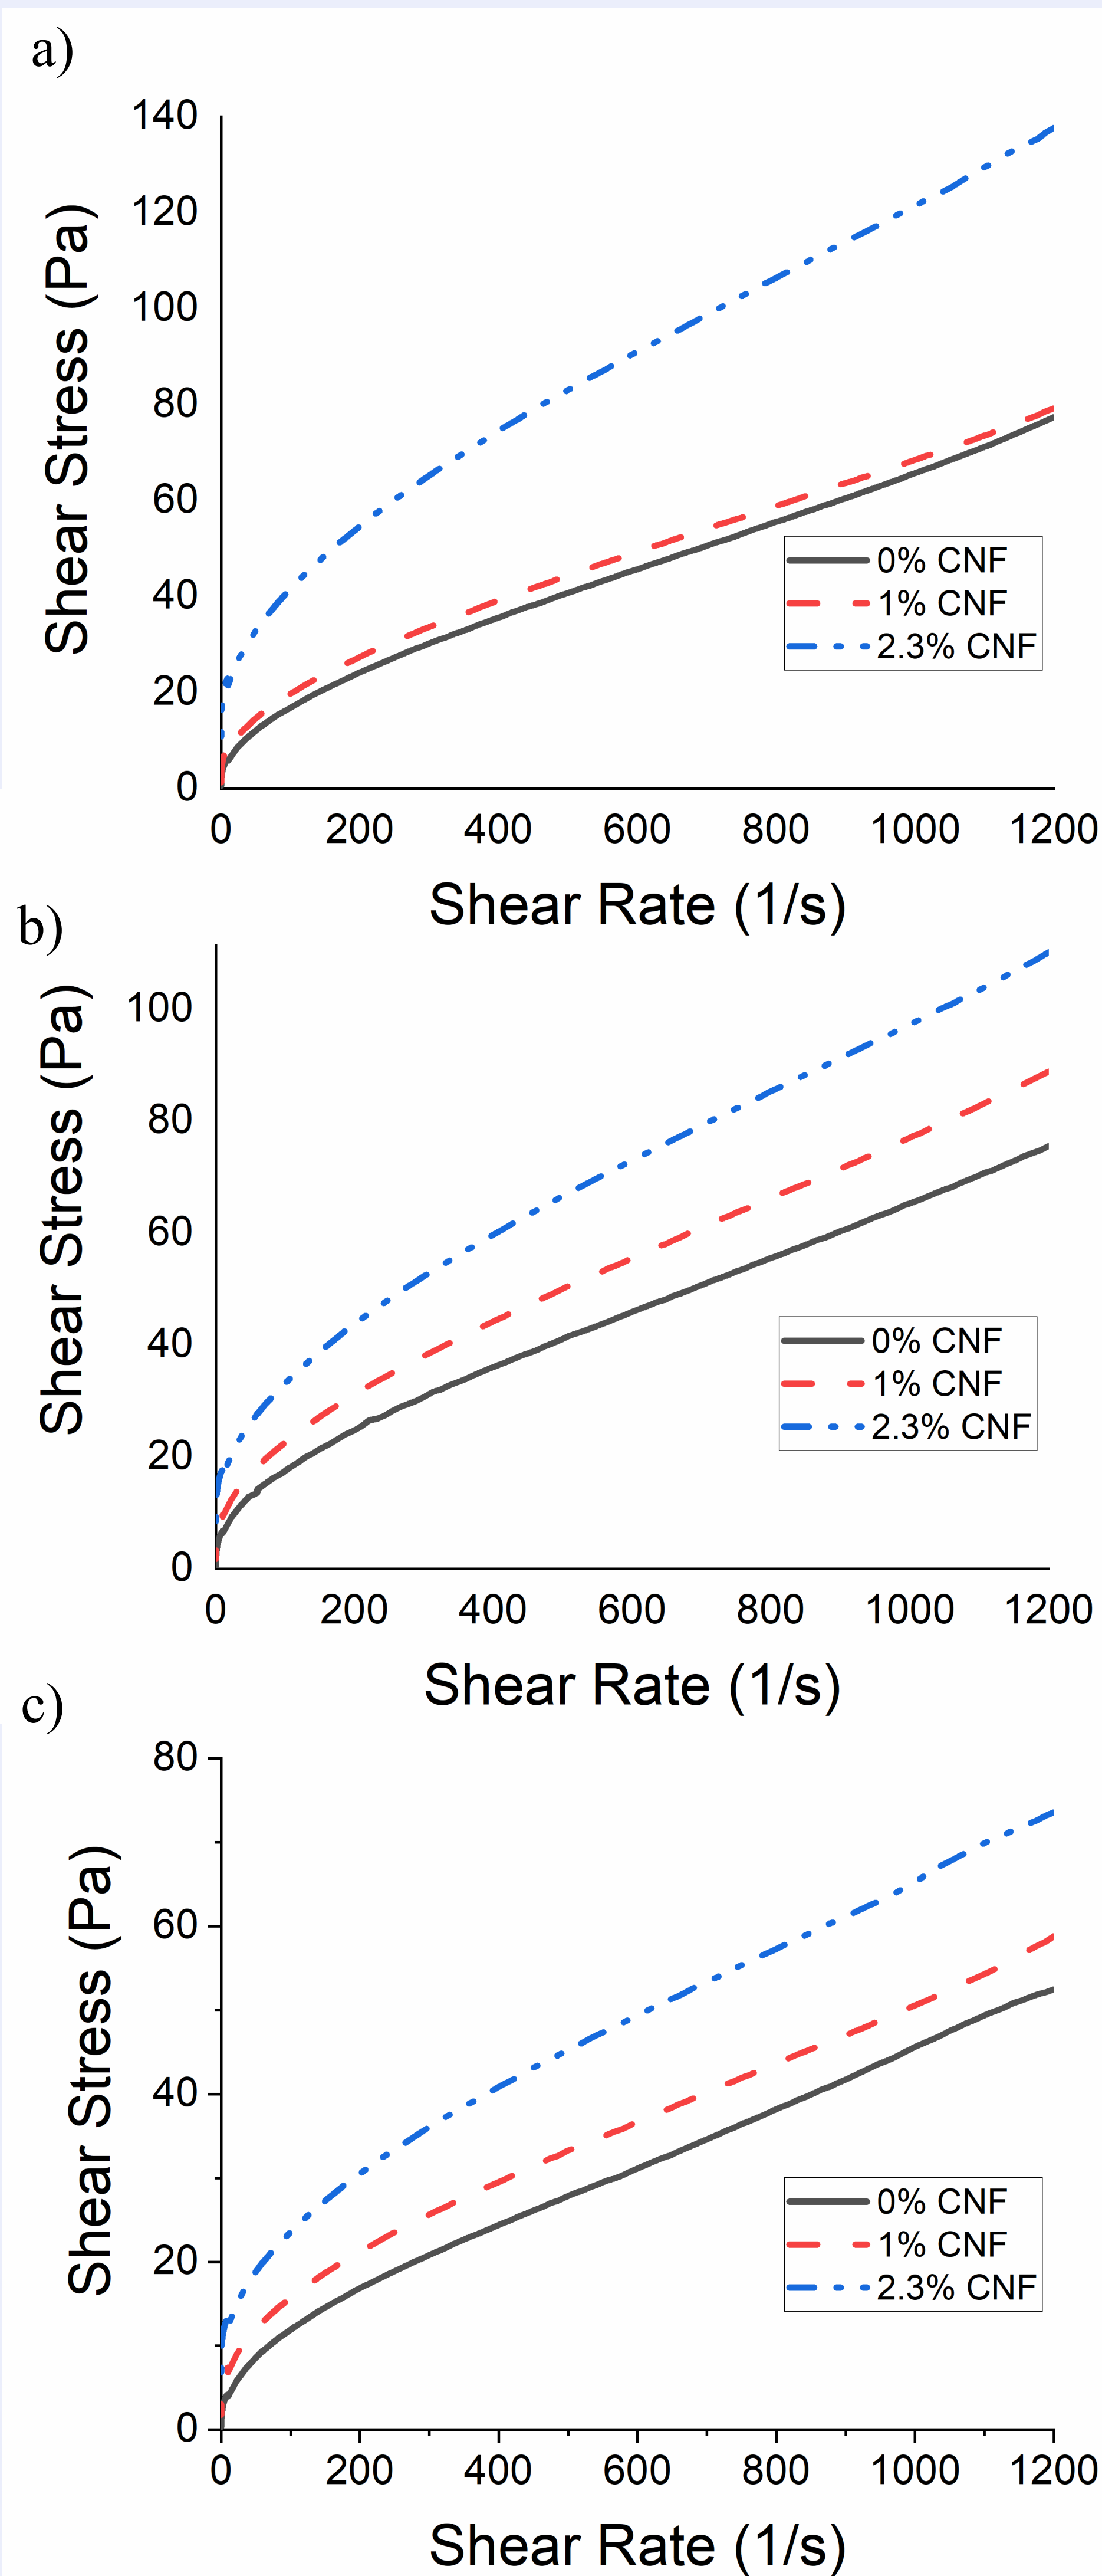 a)
140
120
100
80
60
40
20
0
Shear Stress (Pa)
0% CNF
1% CNF
2.3% CNF
0 200 400 600 800 1000 1200
Shear Rate (1/s)
b)
100
80
60
40
20
0
Shear Stress (Pa)
0% CNF
1% CNF
2.3% CNF
0 200 400 600 800 1000 1200
Shear Rate (1/s)
c)
80
60
40
20
0
Shear Stress (Pa)
0% CNF
1% CNF
2.3% CNF
0 200 400 600 800 1000 1200
Shear Rate (1/s)